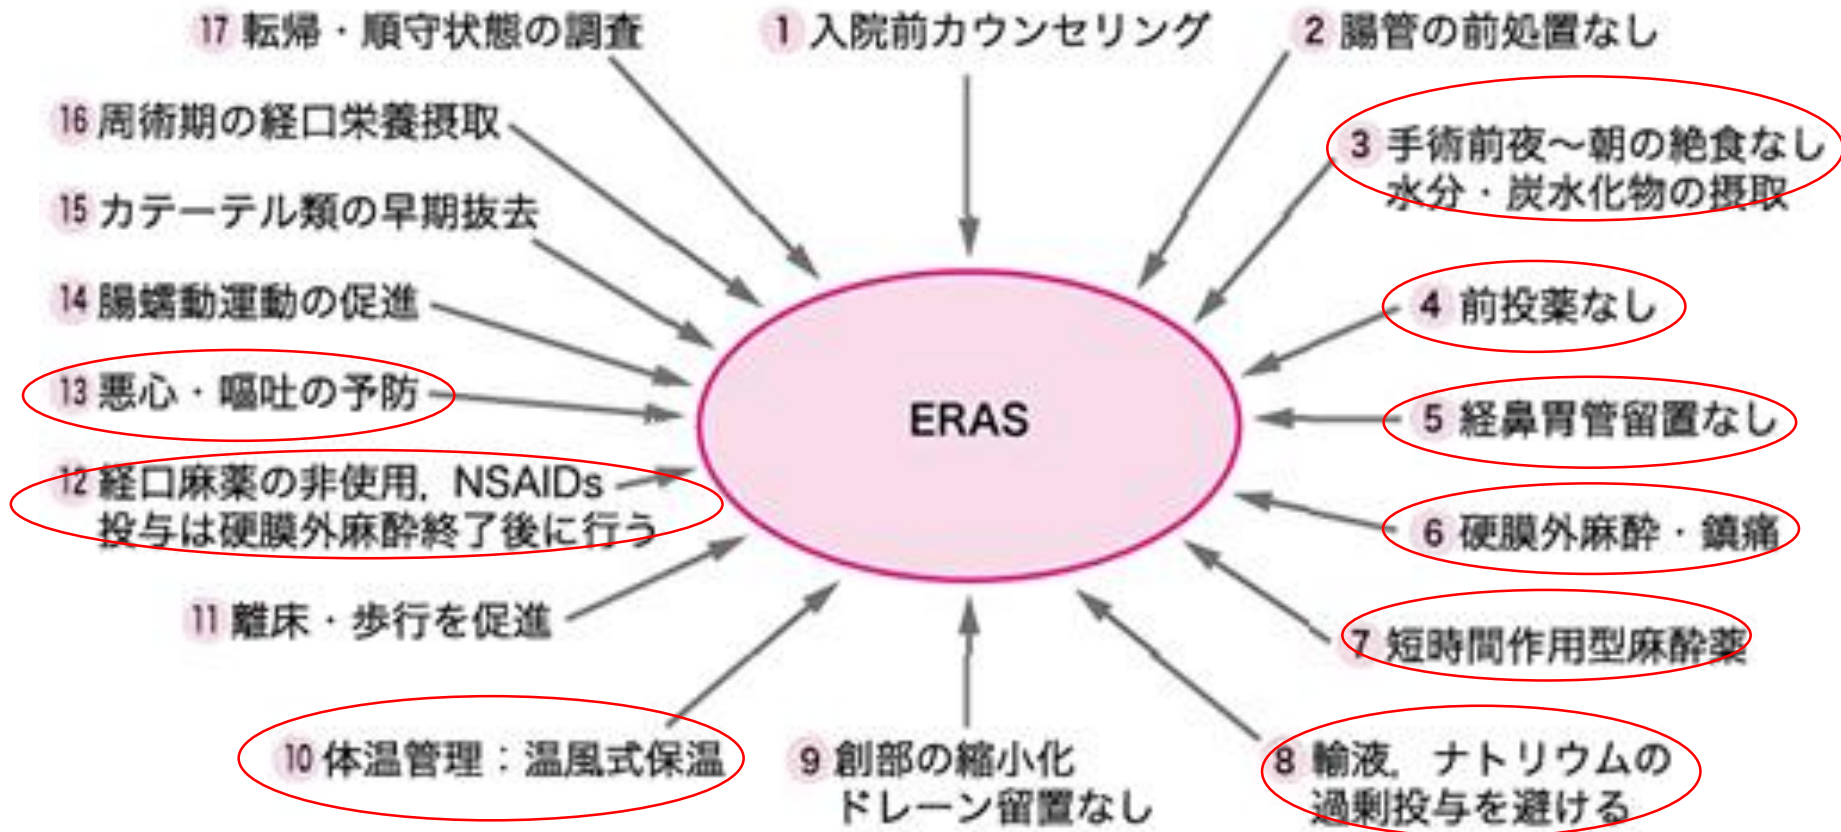 17 転帰・順守状態の調査
1 入院前カウンセリング
2 腸管の前処置なし
16 周術期の経口栄養摂取
3 手術前夜〜朝の絶食なし
水分・炭水化物の摂取
15 カテーテル類の早期抜去
14 腸蠕動運動の促進
4 前投薬なし
13 悪心・嘔吐の予防
ERAS
5 経鼻胃管留置なし
12 経口麻薬の非使用，NSAIDs
投与は硬膜外麻酔終了後に行う
6 硬膜外麻酔・鎮痛
11 離床・歩行を促進
7 短時間作用型麻酔薬
10 体温管理：温風式保温
9 創部の縮小化
ドレーン留置なし
8 輸液，ナトリウムの
過剰投与を避ける